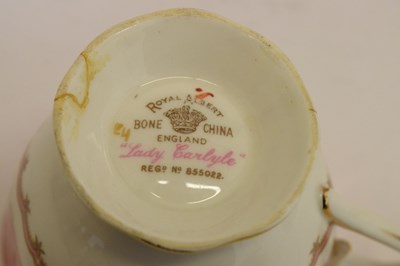 ROYAL ALBERT
BONE CHINA
ENGLAND
"Lady Carlyle"
REGD No 855022.